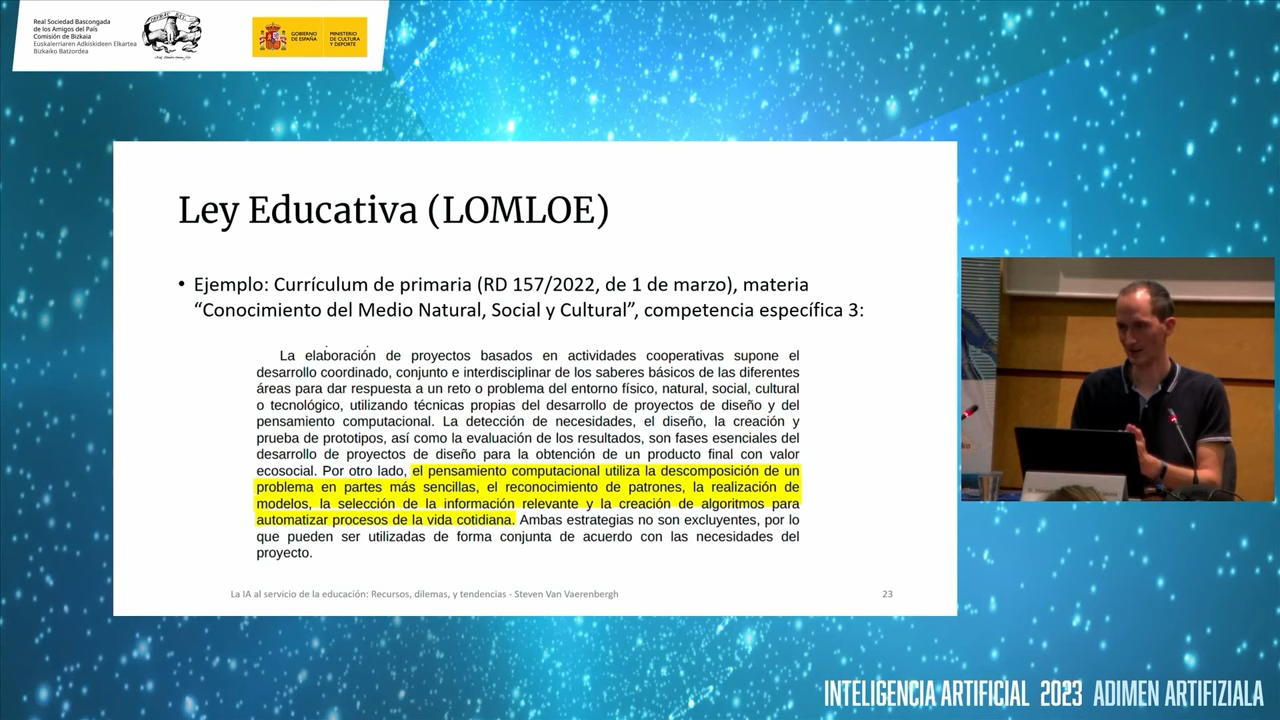 Real Sociedad Bascongada
de los Amigos del País
Comisión de Bizkaia
Euskalerriaren Adkiskideen Elkartea
Bizkaiko Batzordea
GOBIERNO
DE ESPAÑA
MINISTERIO
DE CULTURA
Y DEPORTE
Ley Educativa (LOMLOE)
• Ejemplo: Currículum de primaria (RD 157/2022, de 1 de marzo), materia
“Conocimiento del Medio Natural, Social y Cultural”, competencia específica 3:
La elaboración de proyectos basados en actividades cooperativas supone el
desarrollo coordinado, conjunto e interdisciplinar de los saberes básicos de las diferentes
áreas para dar respuesta a un reto o problema del entorno físico, natural, social, cultural
o tecnológico, utilizando técnicas propias del desarrollo de proyectos de diseño y del
pensamiento computacional. La detección de necesidades, el diseño, la creación y
prueba de prototipos, así como la evaluación de los resultados, son fases esenciales del
desarrollo de proyectos de diseño para la obtención de un producto final con valor
ecosocial. Por otro lado, el pensamiento computacional utiliza la descomposición de un
problema en partes más sencillas, el reconocimiento de patrones, la realización de
modelos, la selección de la información relevante y la creación de algoritmos para
automatizar procesos de la vida cotidiana. Ambas estrategias no son excluyentes, por lo
que pueden ser utilizadas de forma conjunta de acuerdo con las necesidades del
proyecto.
La IA al servicio de la educación: Recursos, dilemas, y tendencias - Steven Van Vaerenbergh
23
INTELIGENCIA ARTIFICIAL 2023 ADIMEN ARTIFIZIALA